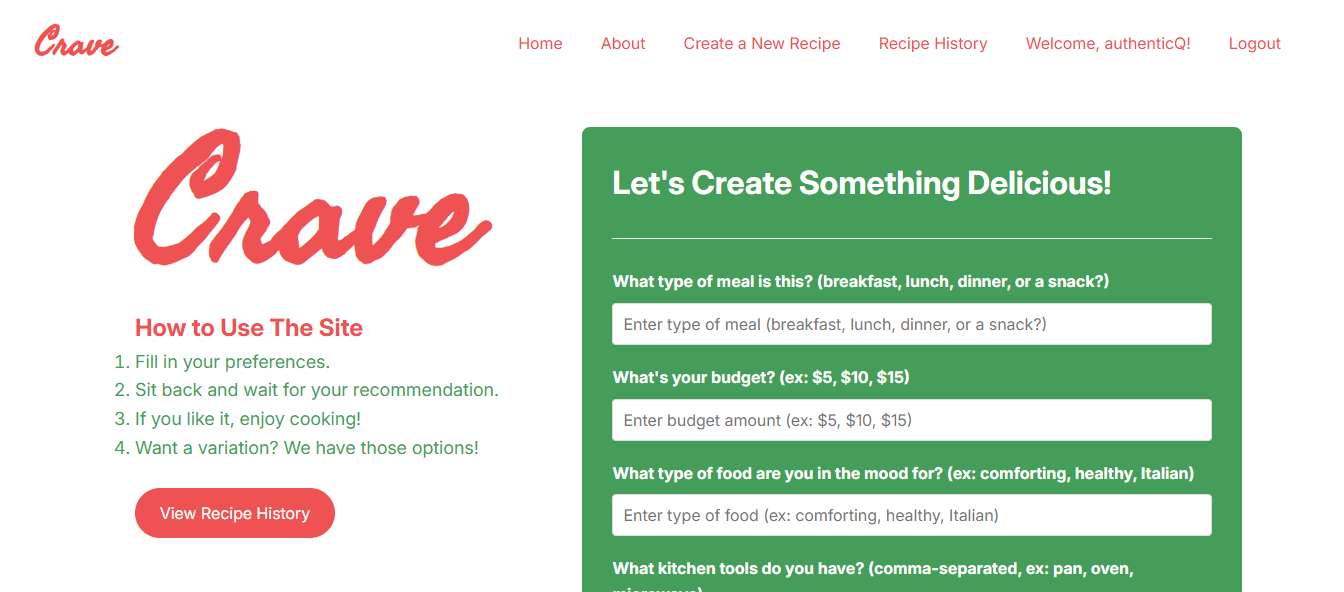 Crave
Home About Create a New Recipe Recipe History Welcome, authenticQ! Logout
Crave
How to Use The Site
1. Fill in your preferences.
2. Sit back and wait for your recommendation.
3. If you like it, enjoy cooking!
4. Want a variation? We have those options!
View Recipe History
Let's Create Something Delicious!
What type of meal is this? (breakfast, lunch, dinner, or a snack?)
Enter type of meal (breakfast, lunch, dinner, or a snack?)
What's your budget? (ex: $5, $10, $15)
Enter budget amount (ex: $5, $10, $15)
What type of food are you in the mood for? (ex: comforting, healthy, Italian)
Enter type of food (ex: comforting, healthy, Italian)
What kitchen tools do you have? (comma-separated, ex: pan, oven,